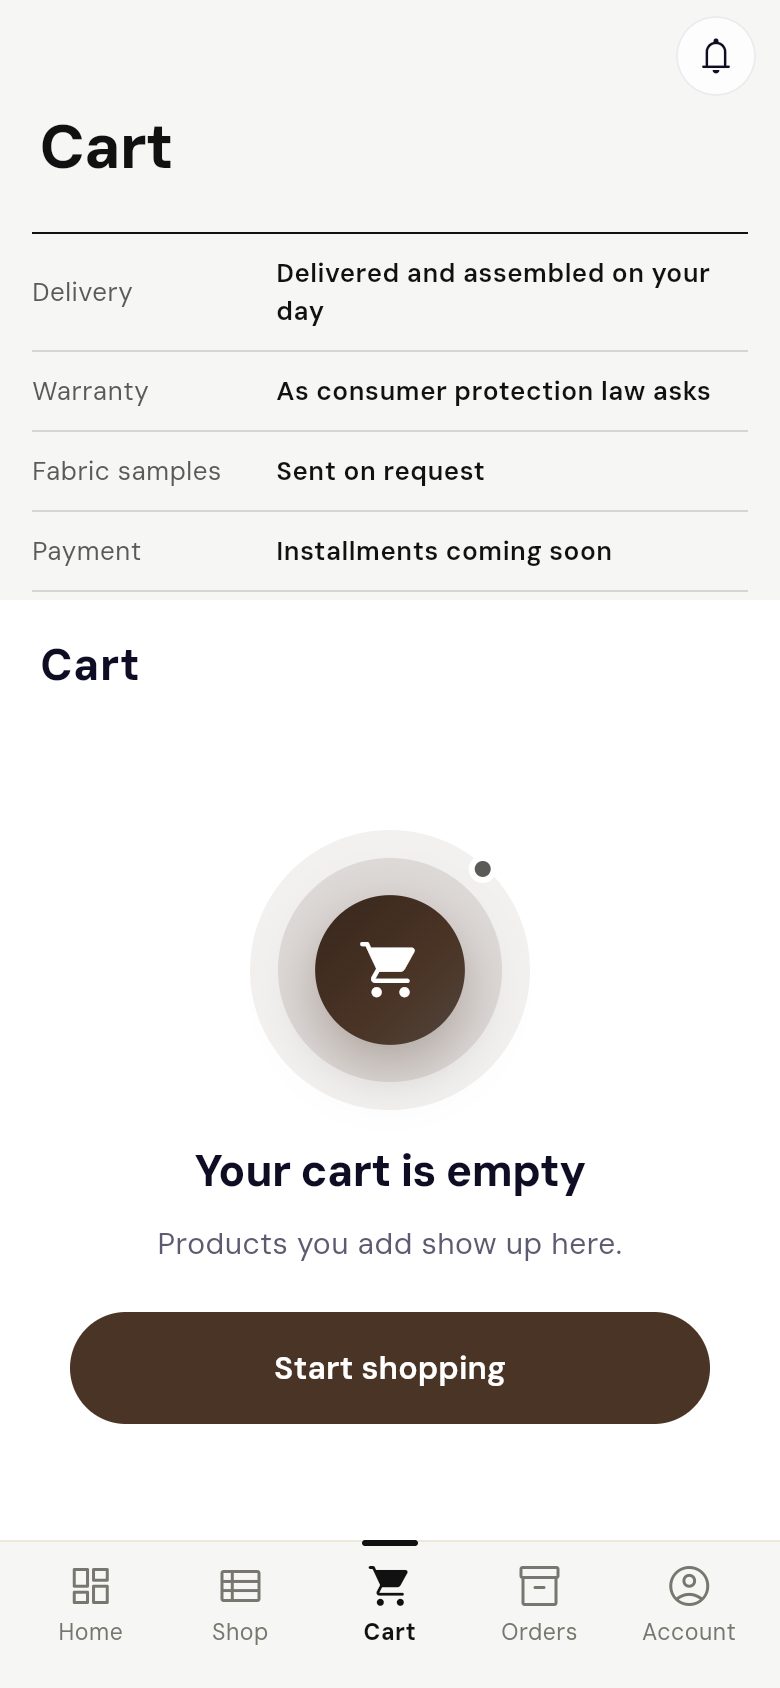 Cart
Delivery
Delivered and assembled on your
day
Warranty
As consumer protection law asks
Fabric samples
Sent on request
Payment
Installments coming soon
Cart
Your cart is empty
Products you add show up here.
Start shopping
Home
Shop
Cart
Orders
Account